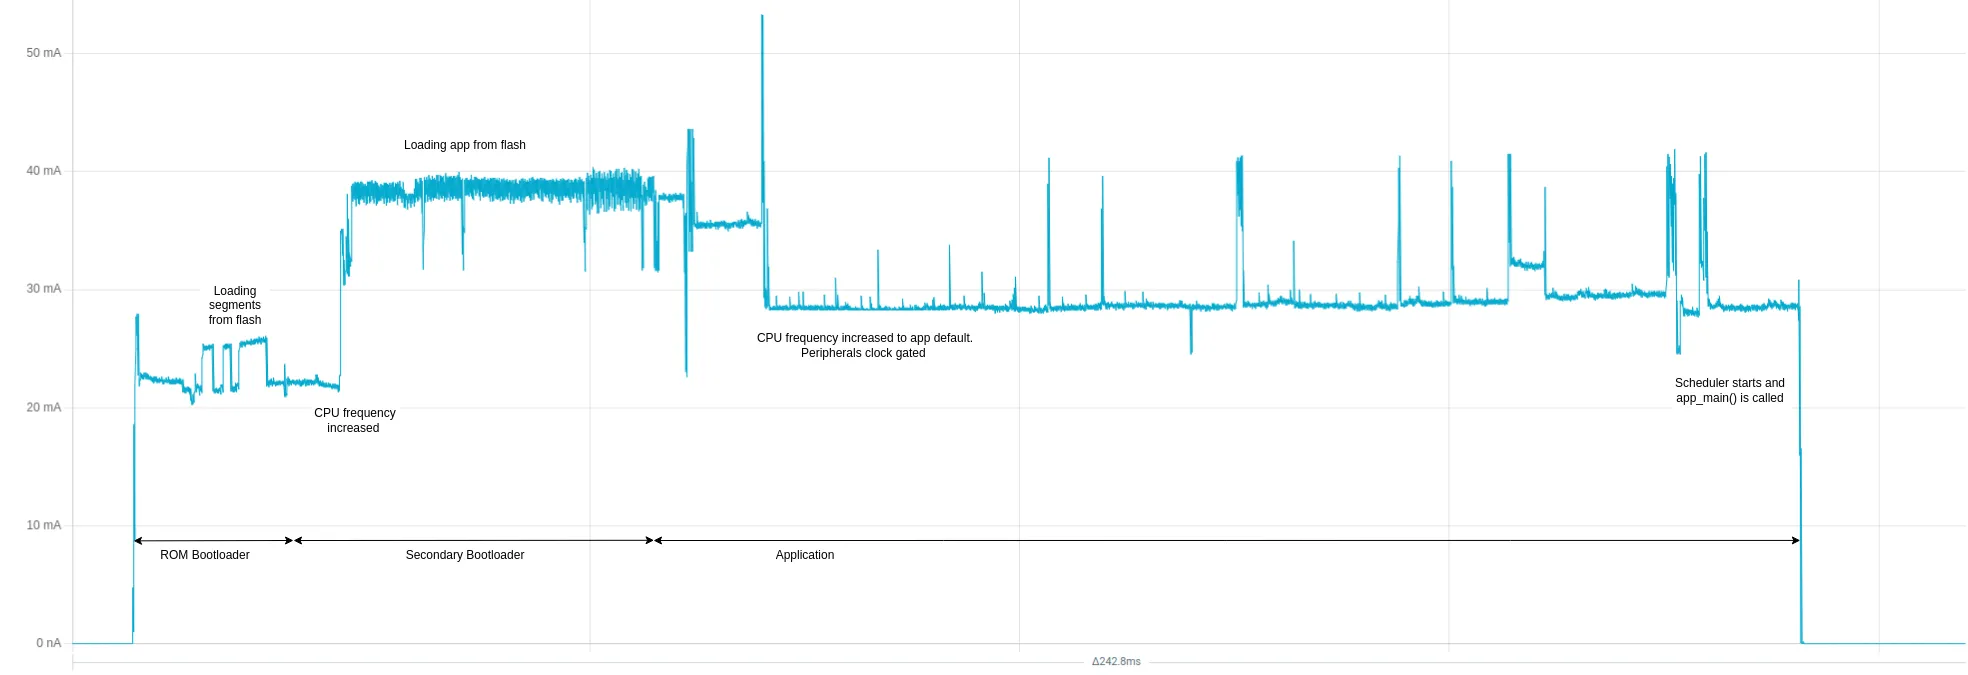 50 mA
40 mA
30 mA
20 mA
10 mA
0 nA
Loading app from flash
Loading
segments
from flash
CPU frequency
increased
CPU frequency increased to app default.
Peripherals clock gated
Scheduler starts and
app_main() is called
ROM Bootloader
Secondary Bootloader
Application
Δ242.8ms